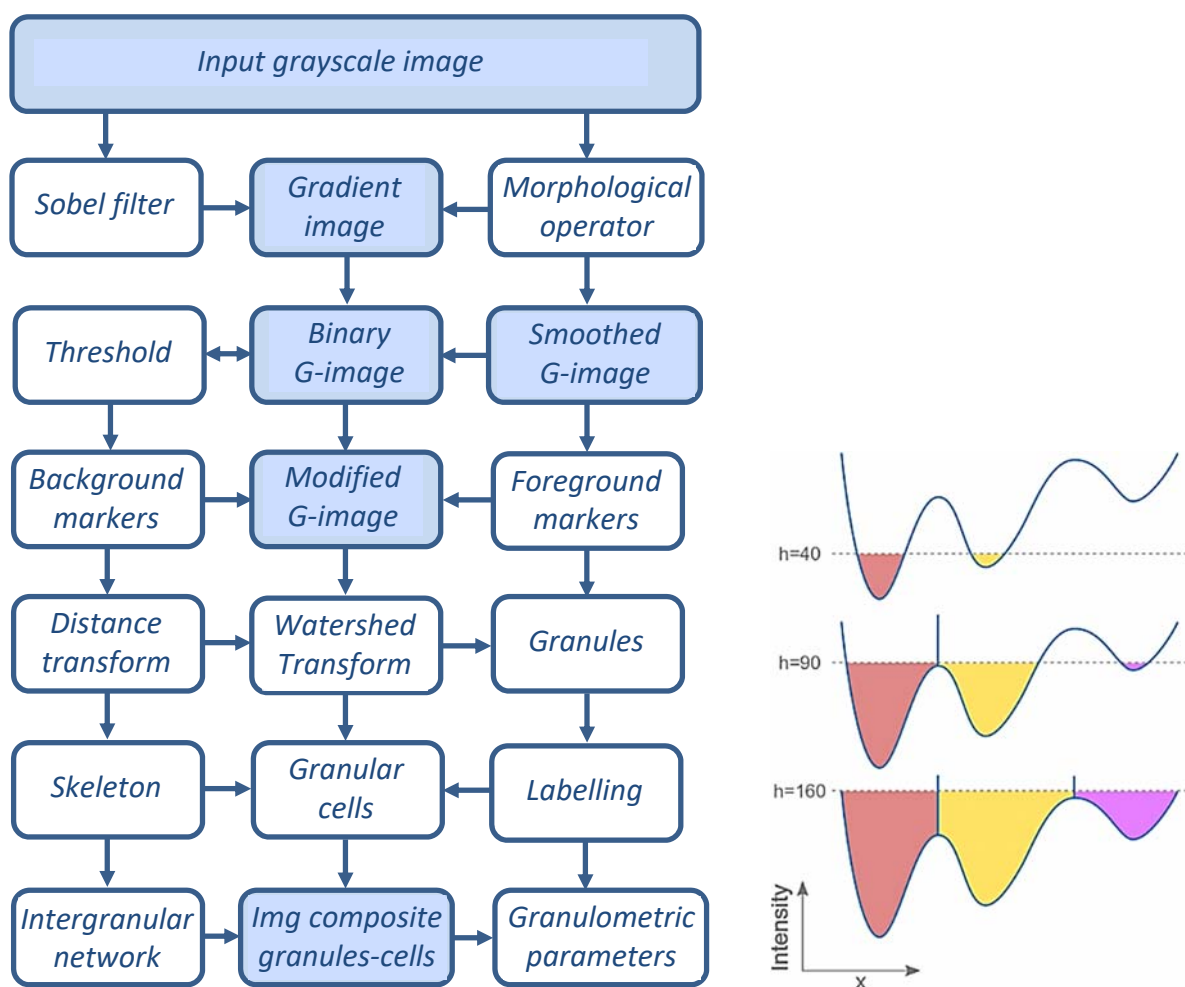 Input grayscale image
Sobel filter
Gradient
image
Morphological
operator
Threshold
Binary
G-image
Smoothed
G-image
Background
markers
Modified
G-image
Foreground
markers
Distance
transform
Watershed
Transform
Granules
Skeleton
Granular
cells
Labelling
Intergranular
network
Img composite
granules-cells
Granulometric
parameters
h=40
h=90
h=160
Intensity
x